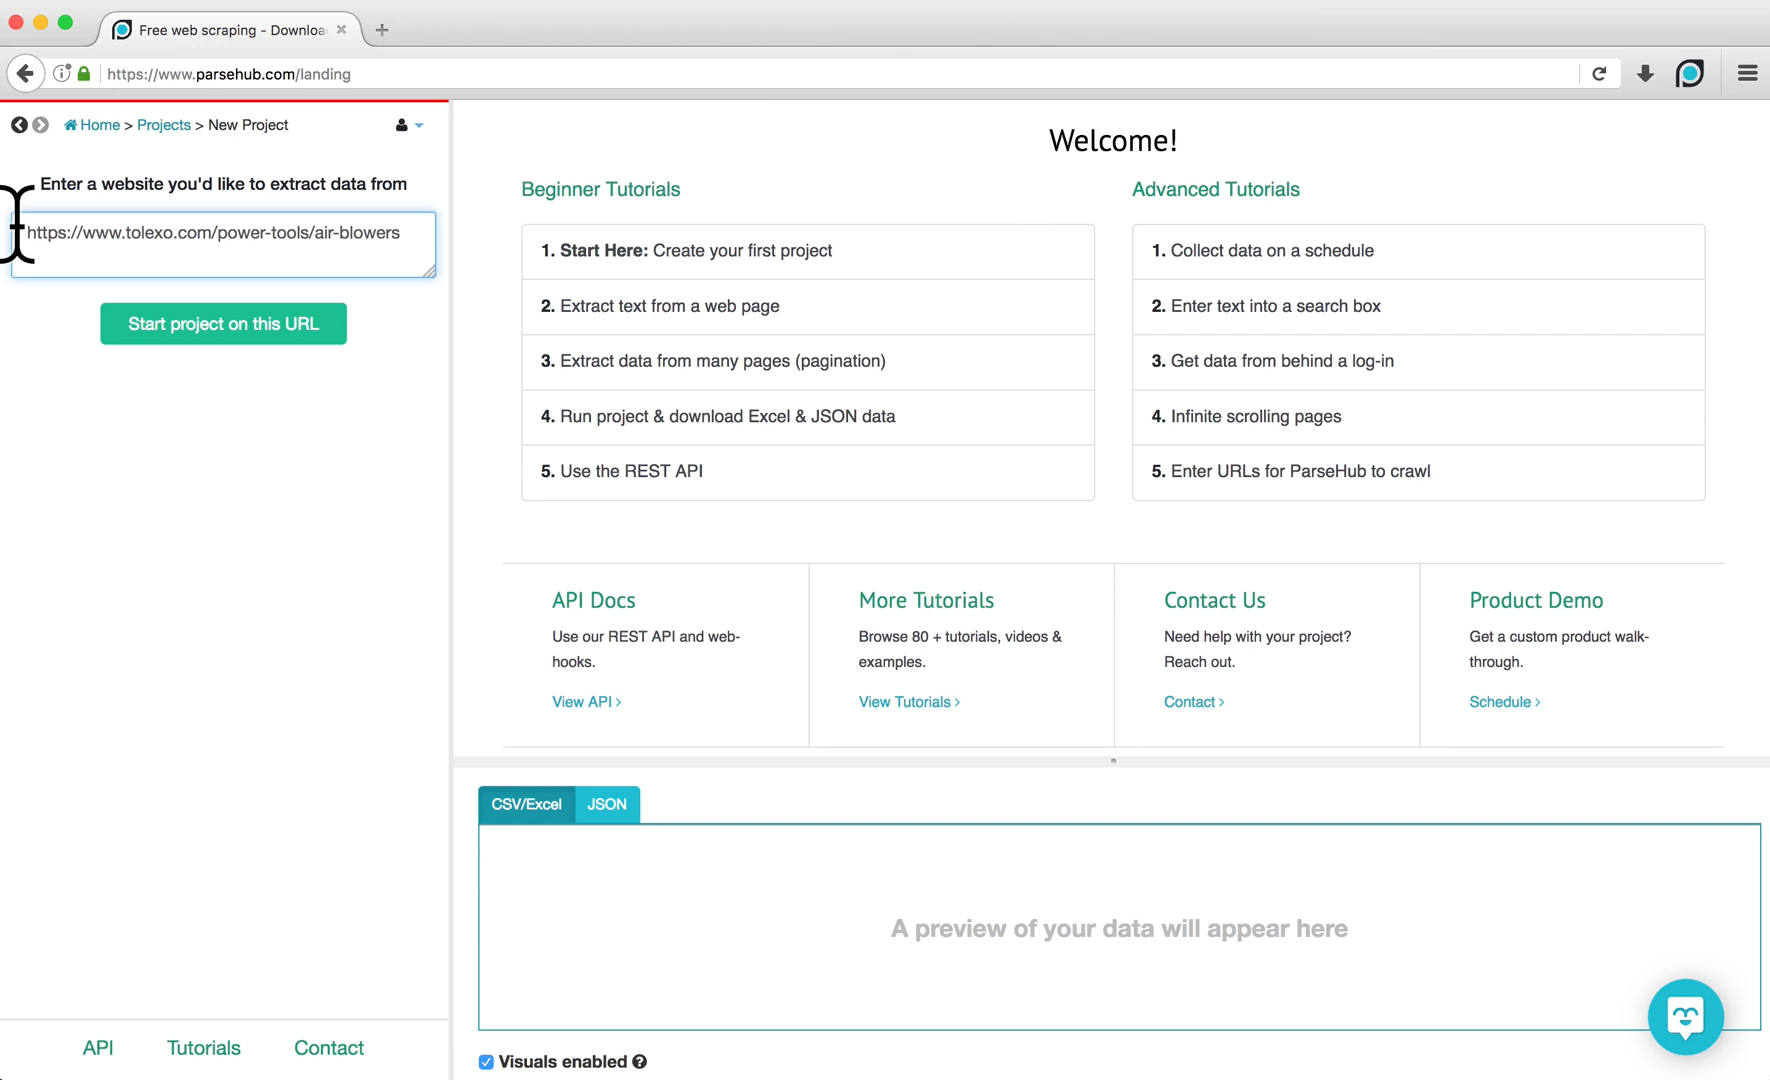 Free web scraping - Downloa
https://www.parsehub.com/landing
Home > Projects > New Project
Enter a website you'd like to extract data from
https://www.tolexo.com/power-tools/air-blowers
Start project on this URL
API
Tutorials
Contact
Welcome!
Beginner Tutorials
1. Start Here: Create your first project
2. Extract text from a web page
3. Extract data from many pages (pagination)
4. Run project & download Excel & JSON data
5. Use the REST API
Advanced Tutorials
1. Collect data on a schedule
2. Enter text into a search box
3. Get data from behind a log-in
4. Infinite scrolling pages
5. Enter URLs for ParseHub to crawl
API Docs
Use our REST API and web-
hooks.
View API >
More Tutorials
Browse 80 + tutorials, videos &
examples.
View Tutorials >
Contact Us
Need help with your project?
Reach out.
Contact >
Product Demo
Get a custom product walk-
through.
Schedule >
CSV/Excel
JSON
A preview of your data will appear here
Visuals enabled